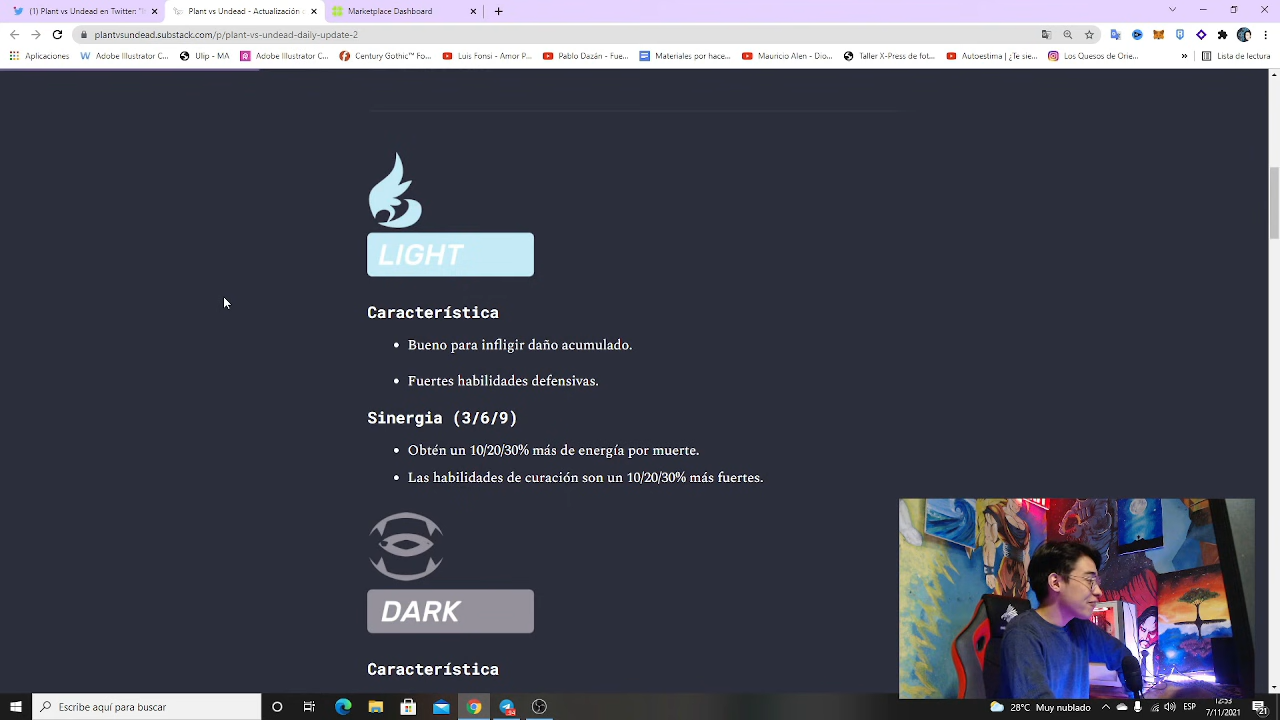 (1) Plant vs Undead en Twitter: "
Plant vs Undead - Actualización
Marketplace Dashboard
plantvsundead.substack.com/p/plant-vs-undead-daily-update-2
Aplicaciones
Adobe Illustrator C...
Ulip - MA
Adobe Illustrator C...
Century Gothic™ Fo...
Luis Fonsi - Amor P...
Pablo Dazán - Fue...
Materiales por hace...
Mauricio Alen - Dio...
Taller X-Press de fot...
Autoestima | ¿Te sie...
Los Quesos de Orie...
»
Lista de lectura
LIGHT
Característica
• Bueno para infligir daño acumulado.
• Fuertes habilidades defensivas.
Sinergia (3/6/9)
• Obtén un 10/20/30% más de energía por muerte.
• Las habilidades de curación son un 10/20/30% más fuertes.
DARK
Característica
Escribe aquí para buscar
28°C Muy nublado
ESP
12:53
7/11/2021